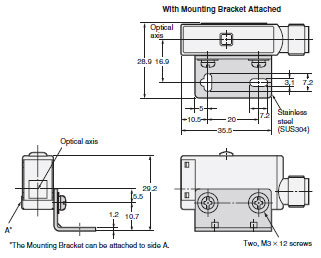 With Mounting Bracket Attached
Optical
axis
28.9 16.9
3.1 7.2
5
7.2
10.5 20
35.5
Stainless
steel
(SUS304)
Optical axis
29.2
5.5
1.2 10.7
A*
*The Mounting Bracket can be attached to side A.
Two, M3 × 12 screws